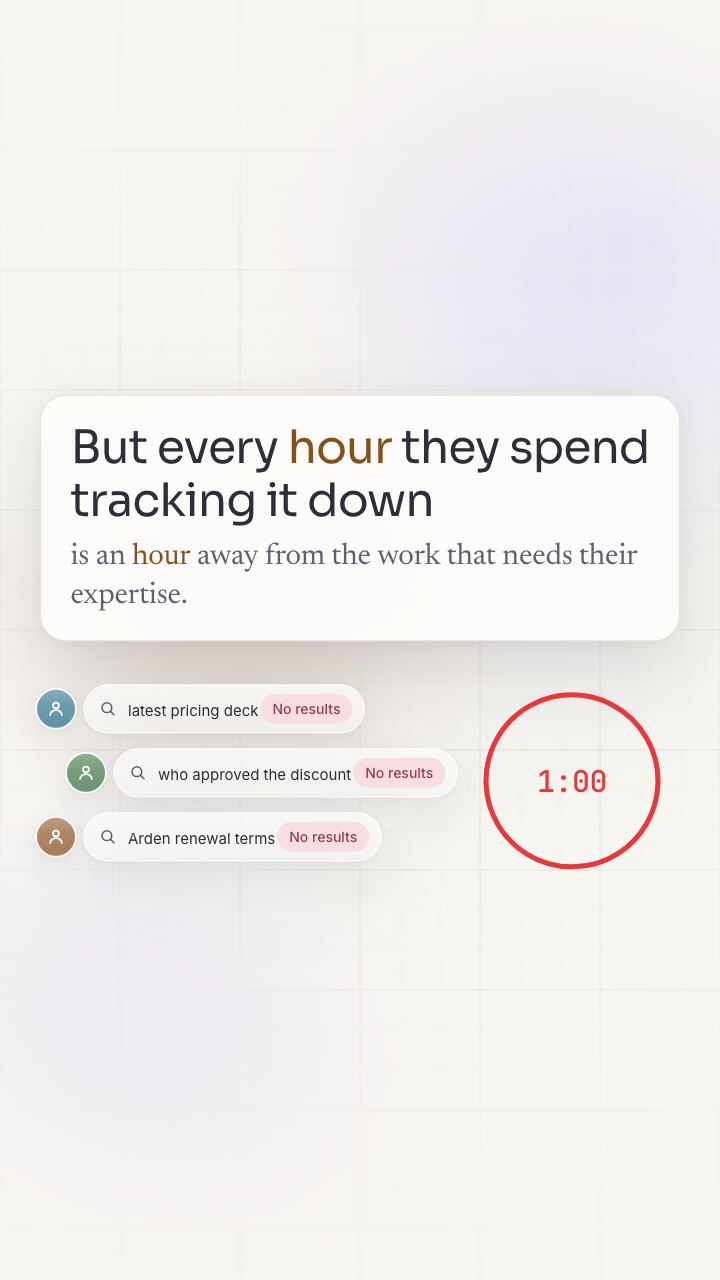 But every hour they spend
tracking it down
is an hour away from the work that needs their
expertise.
latest pricing deck No results
who approved the discount No results
1:00
Arden renewal terms No results